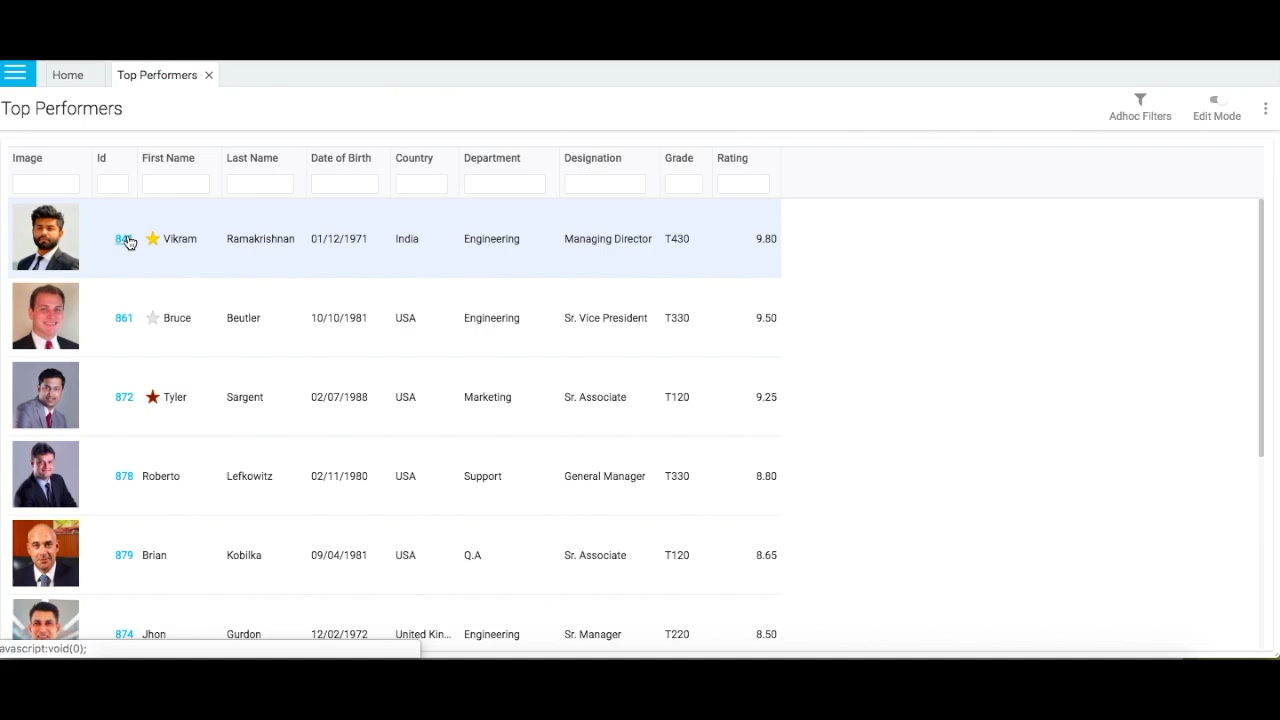 Home
Top Performers
Top Performers
Adhoc Filters
Edit Mode
Image Id First Name Last Name Date of Birth Country Department Designation Grade Rating
Vikram Ramakrishnan 01/12/1971 India Engineering Managing Director T430 9.80
861 Bruce Beutler 10/10/1981 USA Engineering Sr. Vice President T330 9.50
872 Tyler Sargent 02/07/1988 USA Marketing Sr. Associate T120 9.25
878 Roberto Lefkowitz 02/11/1980 USA Support General Manager T330 8.80
879 Brian Kobilka 09/04/1981 USA Q.A Sr. Associate T120 8.65
874 Jhon Gurdon 12/02/1972 United Kin... Engineering Sr. Manager T220 8.50
avascript:void(0);